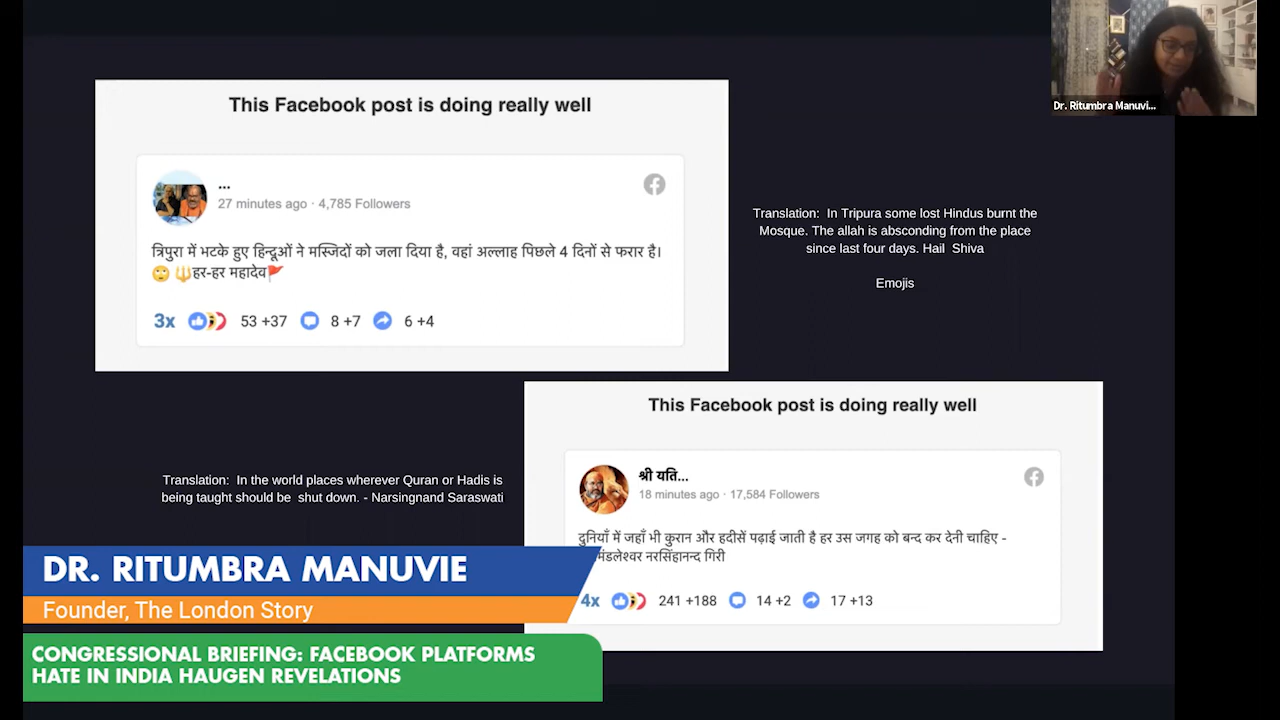 This Facebook post is doing really well
...
27 minutes ago · 4,785 Followers
त्रिपुरा में भटके हुए हिन्दूओं ने मस्जिदों को जला दिया है, वहां अल्लाह पिछले 4 दिनों से फरार है।
🙄 🔱हर-हर महादेव🚩
3x 53 +37 8 +7 6 +4
Dr. Ritumbra Manuvi...
Translation: In Tripura some lost Hindus burnt the
Mosque. The allah is absconding from the place
since last four days. Hail Shiva
Emojis
This Facebook post is doing really well
श्री यति...
18 minutes ago · 17,584 Followers
दुनियाँ में जहाँ भी कुरान और हदीसें पढ़ाई जाती है हर उस जगह को बन्द कर देनी चाहिए -
मंडलेश्वर नरसिंहानन्द गिरी
4x 241 +188 14 +2 17 +13
Translation: In the world places wherever Quran or Hadis is
being taught should be shut down. - Narsingnand Saraswati
DR. RITUMBRA MANUVIE
Founder, The London Story
CONGRESSIONAL BRIEFING: FACEBOOK PLATFORMS
HATE IN INDIA HAUGEN REVELATIONS